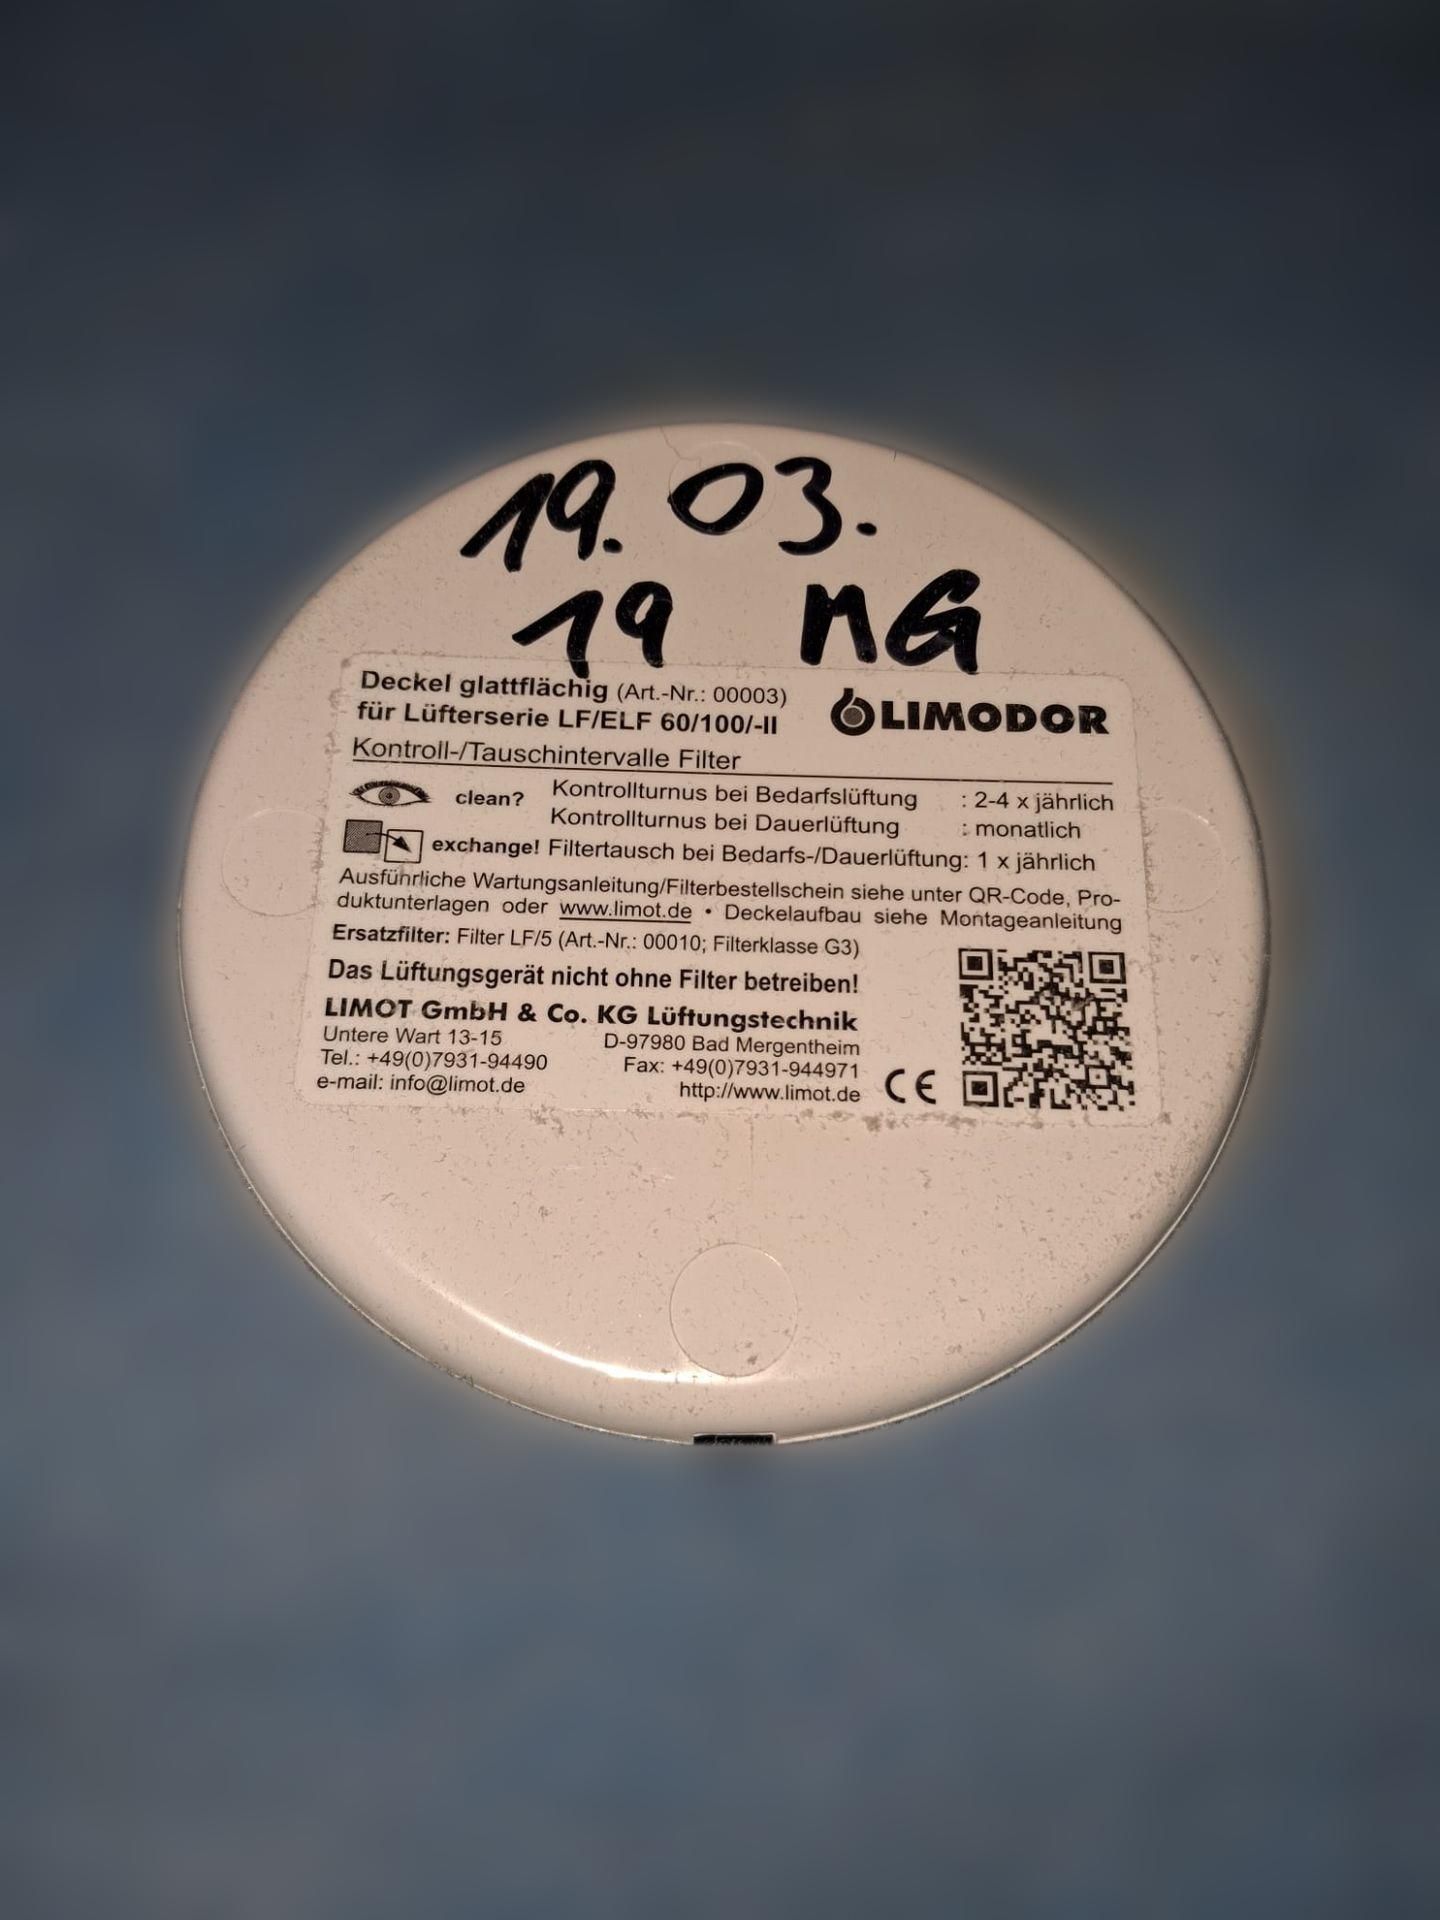 19. 03.
19 MG
Deckel glattflächig (Art.-Nr.: 00003)
für Lüfterserie LF/ELF 60/100/-II
LIMODOR
Kontroll-/Tauschintervalle Filter
clean? Kontrollturnus bei Bedarfslüftung : 2-4 x jährlich
Kontrollturnus bei Dauerlüftung : monatlich
exchange! Filtertausch bei Bedarfs-/Dauerlüftung: 1 x jährlich
Ausführliche Wartungsanleitung/Filterbestellschein siehe unter QR-Code, Pro-
duktunterlagen oder www.limot.de • Deckelaufbau siehe Montageanleitung
Ersatzfilter: Filter LF/5 (Art.-Nr.: 00010; Filterklasse G3)
Das Lüftungsgerät nicht ohne Filter betreiben!
LIMOT GmbH & Co. KG Lüftungstechnik
Untere Wart 13-15 D-97980 Bad Mergentheim
Tel.: +49(0)7931-94490 Fax: +49(0)7931-944971
e-mail: info@limot.de http://www.limot.de
CE